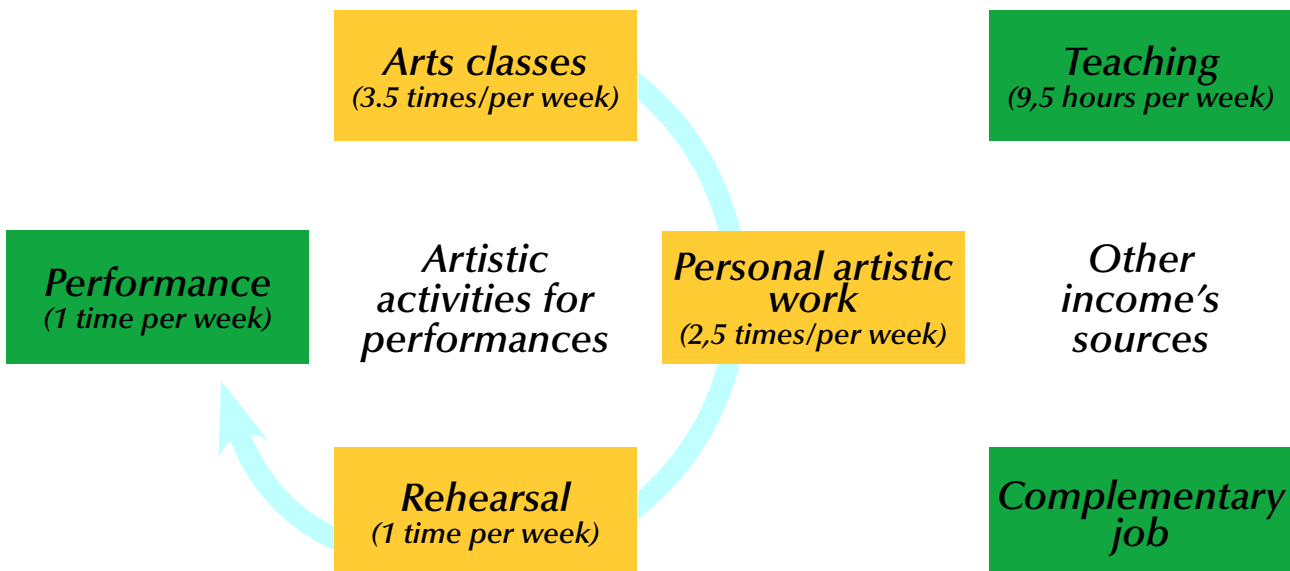 Arts classes
(3.5 times/per week)
Teaching
(9,5 hours per week)
Performance
(1 time per week)
Artistic
activities for
performances
Personal artistic
work
(2,5 times/per week)
Other
income's
sources
Rehearsal
(1 time per week)
Complementary
job